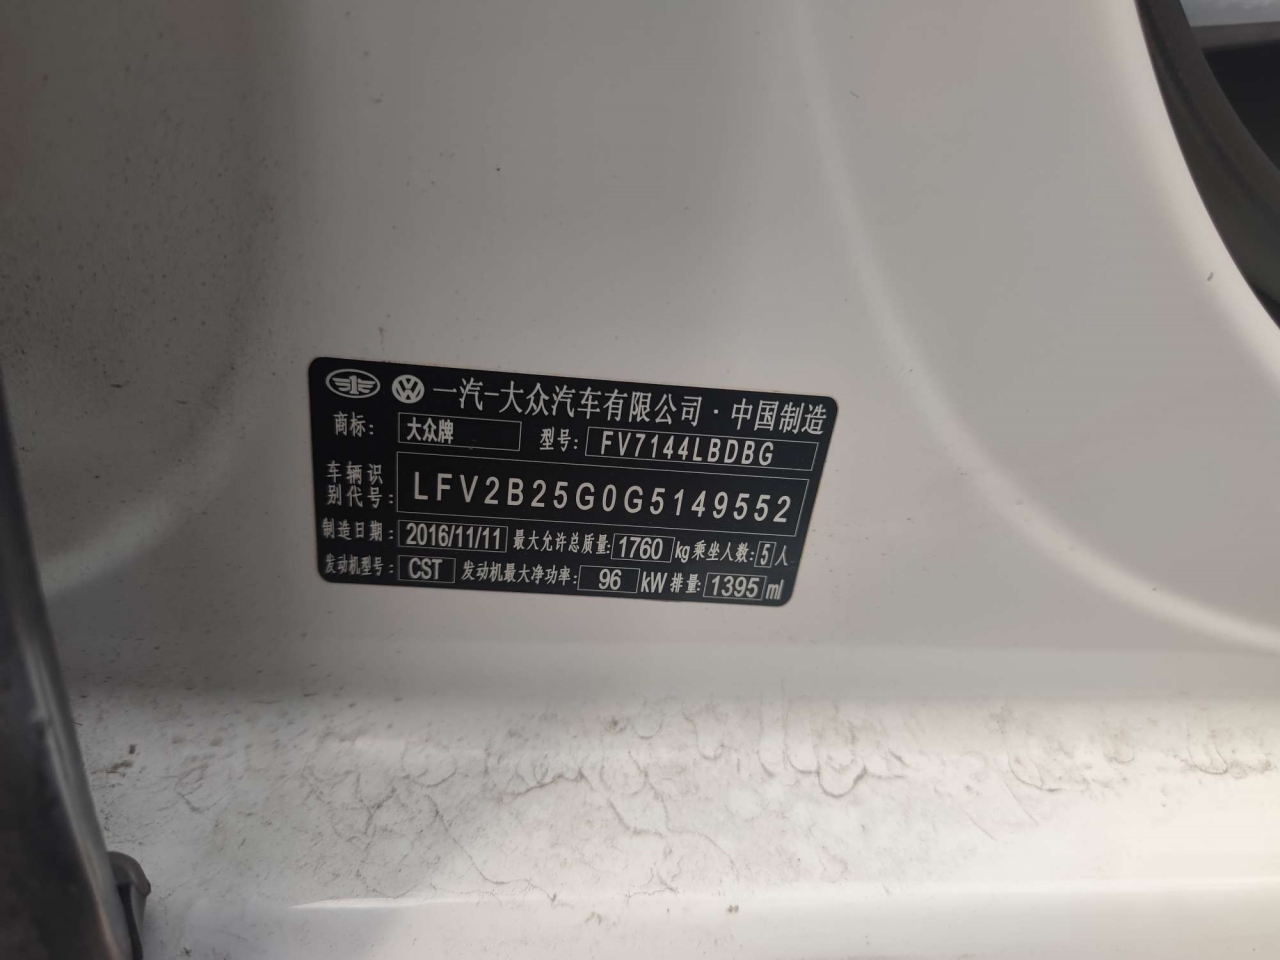 一汽-大众汽车有限公司·中国制造
商标: 大众牌 型号: FV7144LBDBG
车辆识别代号: LFV2B25G0G5149552
制造日期: 2016/11/11 最大允许总质量: 1760 kg 乘坐人数: 5 人
发动机型号: CST 发动机最大净功率: 96 kW 排量: 1395 ml